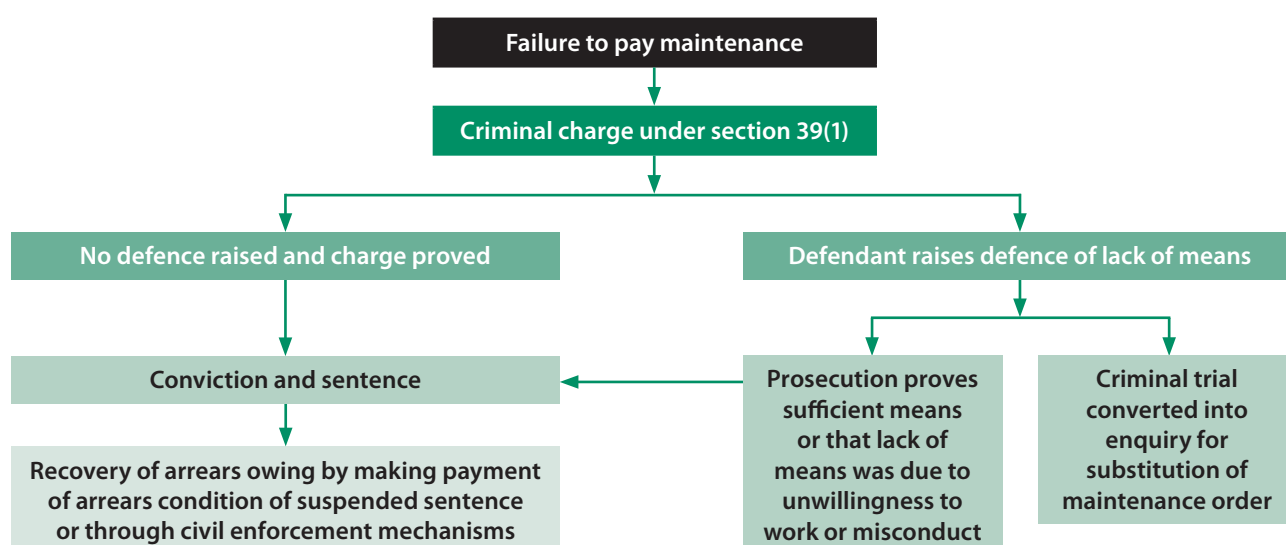 Failure to pay maintenance
Criminal charge under section 39(1)
No defence raised and charge proved
Defendant raises defence of lack of means
Conviction and sentence
Recovery of arrears owing by making payment
of arrears condition of suspended sentence
or through civil enforcement mechanisms
Prosecution proves
sufficient means
or that lack of
means was due to
unwillingness to
work or misconduct
Criminal trial
converted into
enquiry for
substitution of
maintenance order